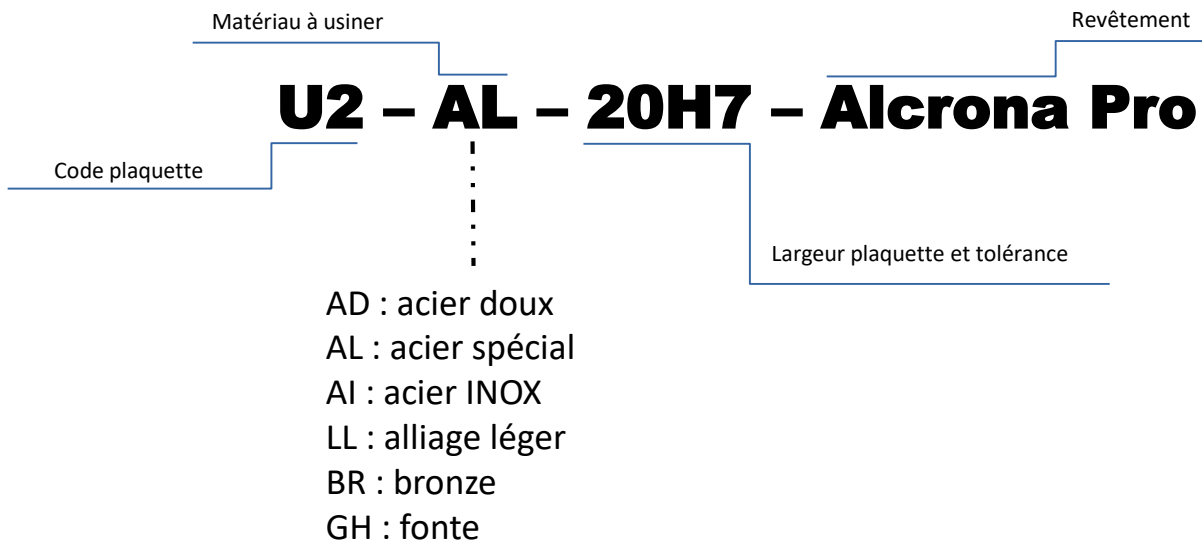 Matériau à usiner
Revêtement
U2 – AL – 20H7 – Alcrona Pro
Code plaquette
Largeur plaquette et tolérance
AD : acier doux
AL : acier spécial
AI : acier INOX
LL : alliage léger
BR : bronze
GH : fonte